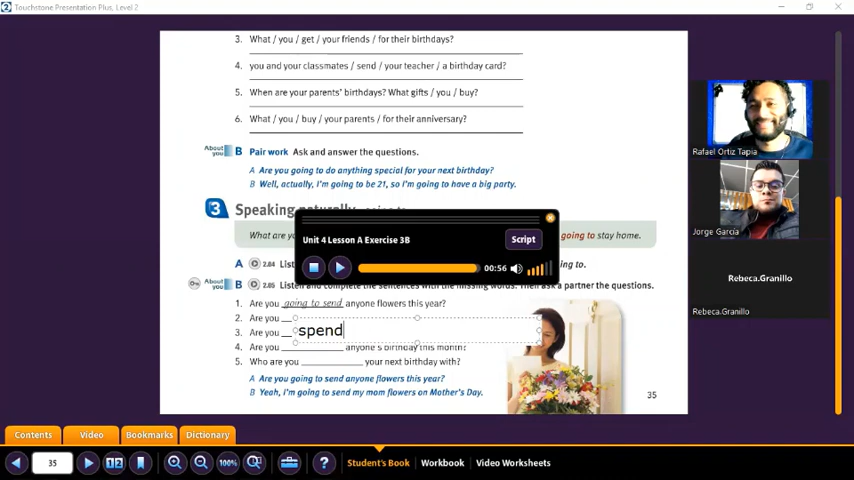 Touchstone Presentation Plus, Level 2
3. What / you / get / your friends / for their birthdays?
4. you and your classmates / send / your teacher / a birthday card?
5. When are your parents' birthdays? What gifts / you / buy?
6. What / you / buy / your parents / for their anniversary?
About you B Pair work Ask and answer the questions.
A Are you going to do anything special for your next birthday?
B Well, actually, I'm going to be 21, so I'm going to have a big party.
3 Speaking naturally going to
What are
going to stay home.
Unit 4 Lesson A Exercise 3B
Script
00:56
A 2.04 List
ing to.
About you B 2.05 Listen and complete the sentences with the missing words. Then ask a partner the questions.
1. Are you going to send anyone flowers this year?
2. Are you
3. Are you
spend
4. Are you anyone's birthday this month?
5. Who are you your next birthday with?
A Are you going to send anyone flowers this year?
B Yeah, I'm going to send my mom flowers on Mother's Day.
35
Rafael Ortiz Tapia
Jorge García
Rebeca.Granillo
Rebeca.Granillo
Contents Video Bookmarks Dictionary
35 1 2 100% ? Student's Book Workbook Video Worksheets